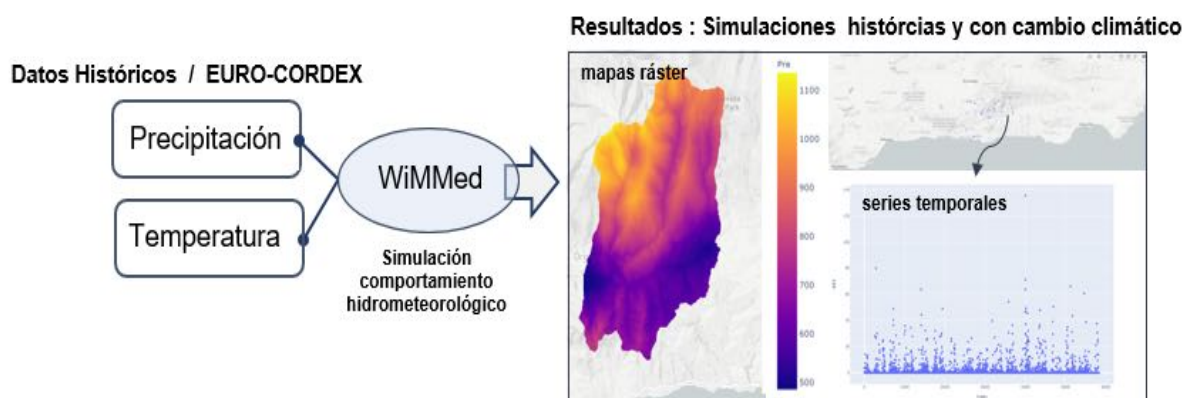 Resultados : Simulaciones históricas y con cambio climático
Datos Históricos / EURO-CORDEX
Precipitación
Temperatura
WiMMed
Simulación
comportamiento
hidrometeorológico
mapas ráster
Pre
1100
1000
900
800
700
600
500
series temporales